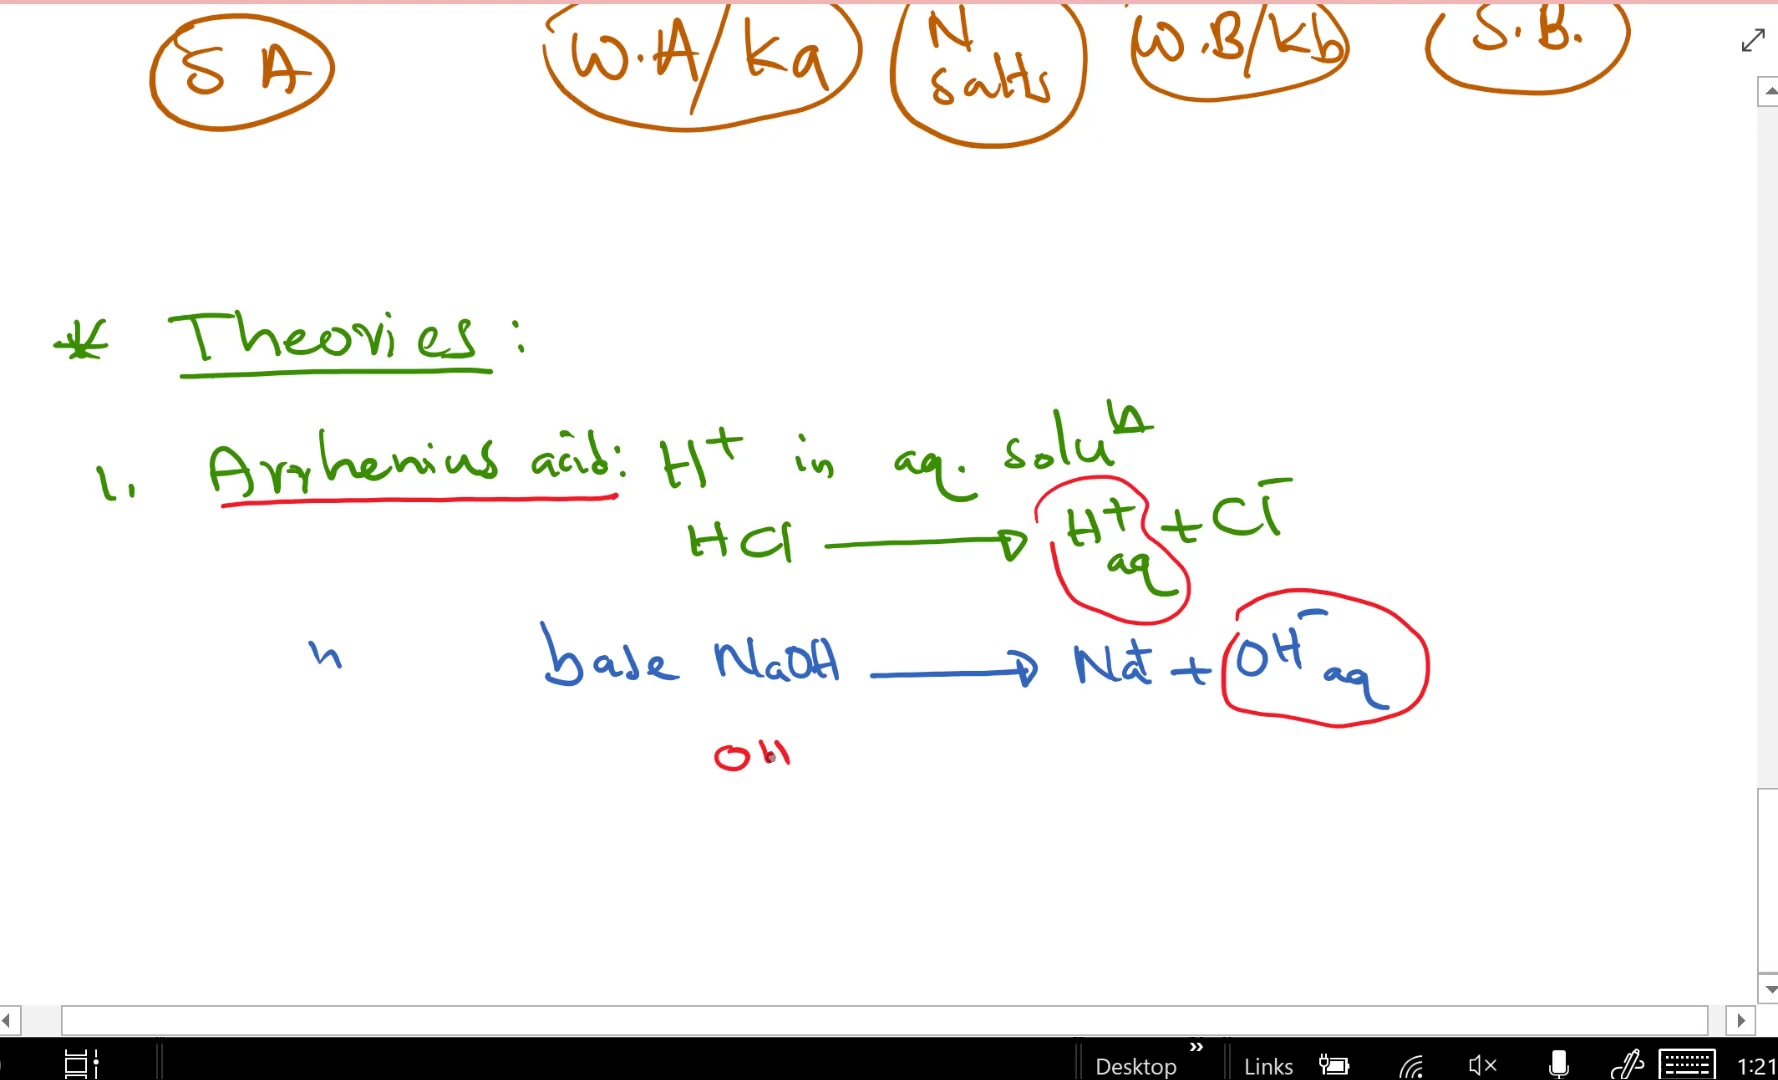 S A W.A/Ka N salts W.B/Kb S.B.
* Theories:
1. Arrhenius acid: H⁺ in aq. soluⁿ
HCl → H⁺ aq + Cl⁻
" base NaOH → Na⁺ + OH⁻ aq
OH
Desktop » Links 1:21